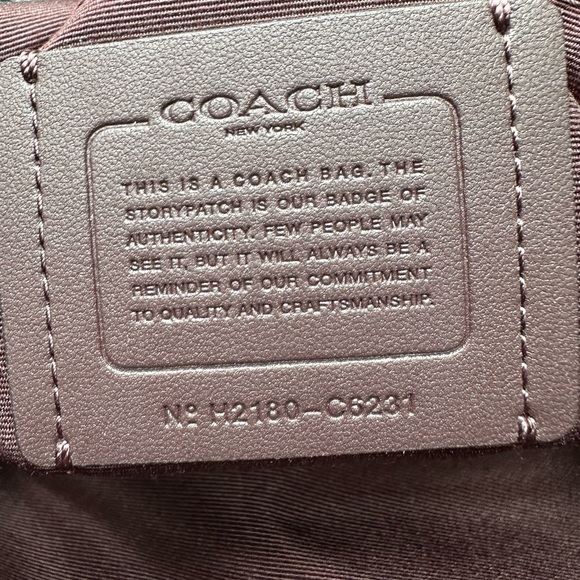 COACH
NEW YORK
THIS IS A COACH BAG. THE
STORYPATCH IS OUR BADGE OF
AUTHENTICITY. FEW PEOPLE MAY
SEE IT, BUT IT WILL ALWAYS BE A
REMINDER OF OUR COMMITMENT
TO QUALITY AND CRAFTSMANSHIP.
Nº H2180-C6231